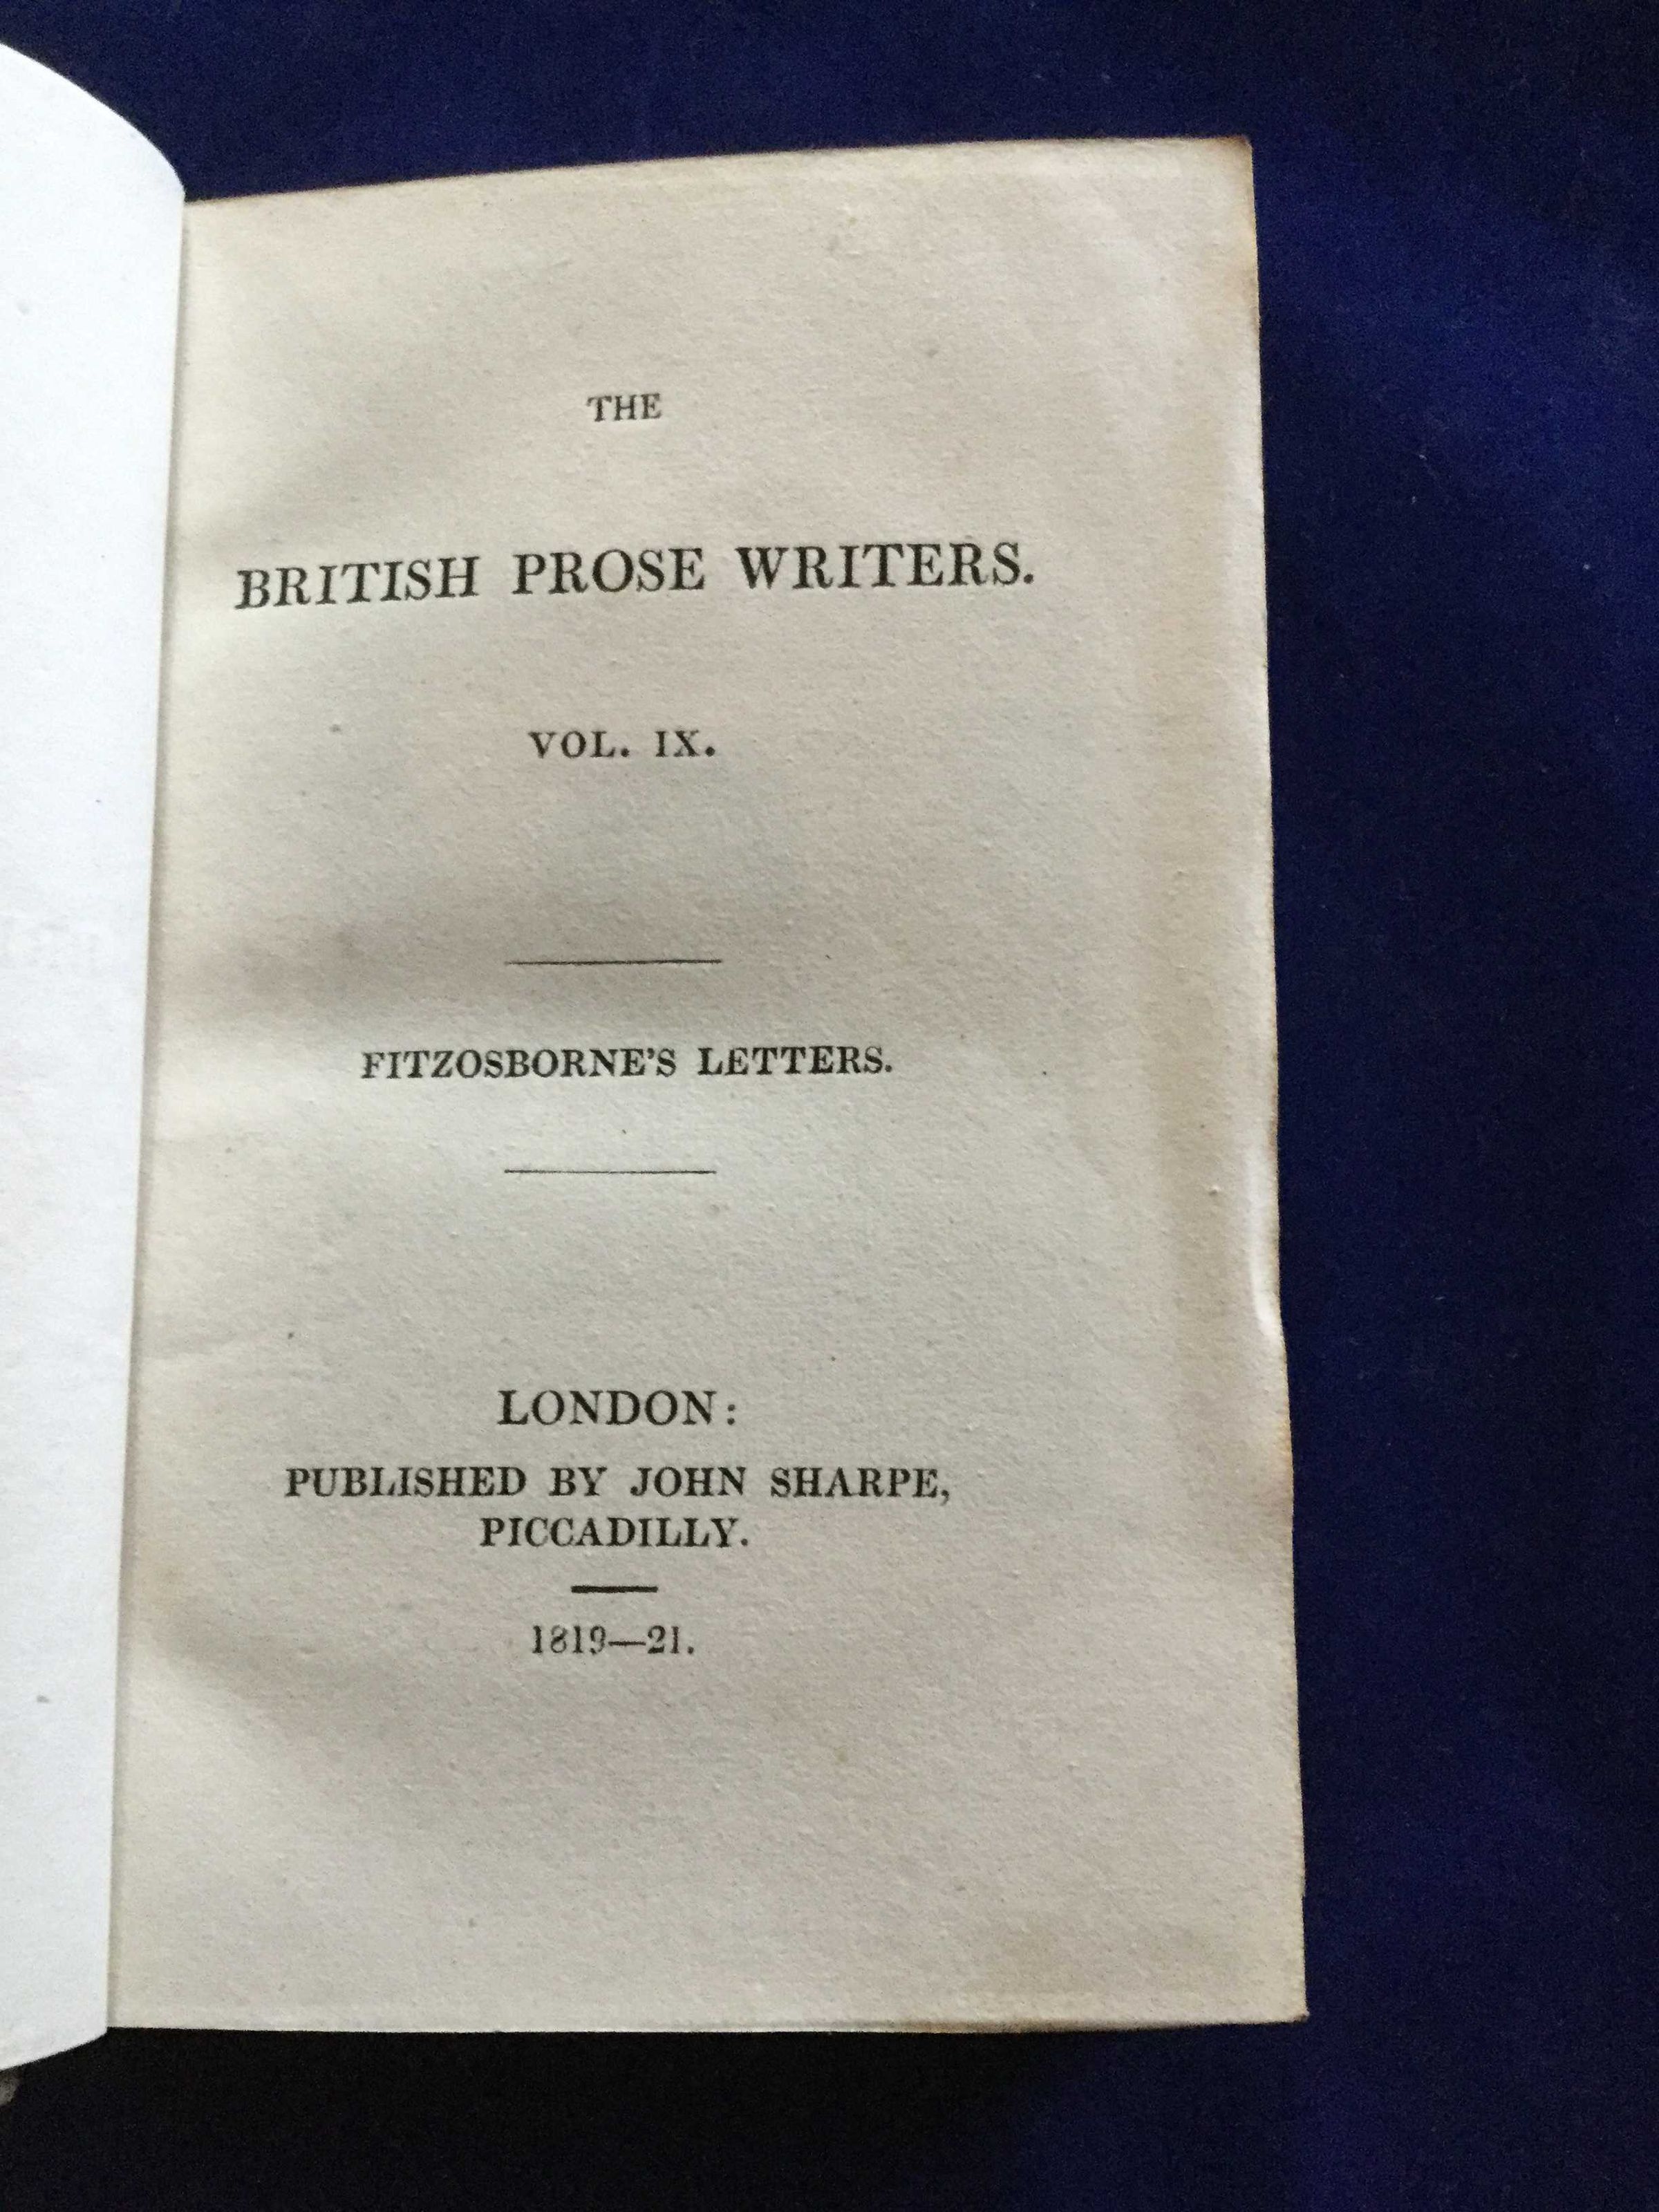 THE
BRITISH PROSE WRITERS.
VOL. IX.
FITZOSBORNE'S LETTERS.
LONDON:
PUBLISHED BY JOHN SHARPE,
PICCADILLY.
1819—21.